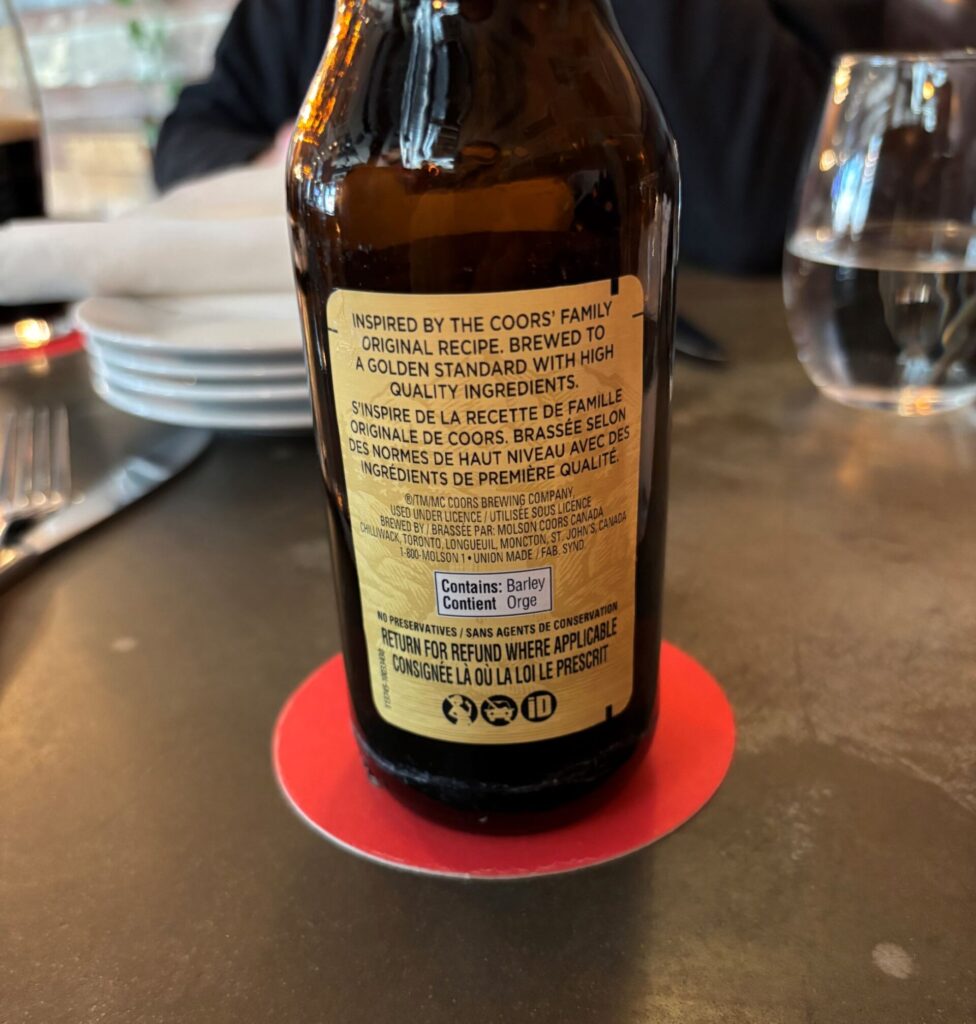 INSPIRED BY THE COORS' FAMILY
ORIGINAL RECIPE. BREWED TO
A GOLDEN STANDARD WITH HIGH
QUALITY INGREDIENTS.
S'INSPIRE DE LA RECETTE DE FAMILLE
ORIGINALE DE COORS. BRASSÉE SELON
DES NORMES DE HAUT NIVEAU AVEC DES
INGRÉDIENTS DE PREMIÈRE QUALITÉ.
®/TM/MC COORS BREWING COMPANY,
USED UNDER LICENCE / UTILISÉE SOUS LICENCE
BREWED BY / BRASSÉE PAR: MOLSON COORS CANADA
CHILLIWACK, TORONTO, LONGUEUIL, MONCTON, ST. JOHN'S, CANADA
1-800-MOLSON 1 • UNION MADE / FAB. SYND.
Contains: Barley
Contient Orge
NO PRESERVATIVES / SANS AGENTS DE CONSERVATION
RETURN FOR REFUND WHERE APPLICABLE
CONSIGNÉE LÀ OÙ LA LOI LE PRESCRIT
iD